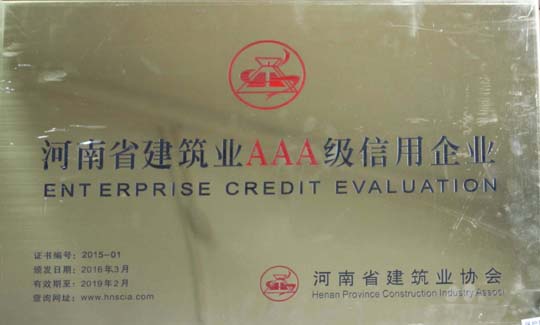 河南省建筑业AAA级信用企业
ENTERPRISE CREDIT EVALUATION
证书编号：2015-01
颁发日期：2016年3月
有效期至：2019年2月
查询网址：www.hnscia.com
河南省建筑业协会
Henan Province Construction Industry Associ